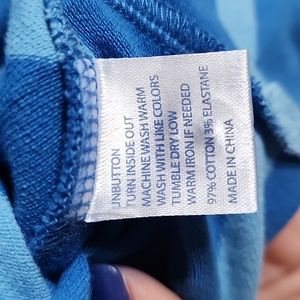 UNBUTTON
TURN INSIDE OUT
MACHINE WASH WARM
WASH WITH LIKE COLORS
TUMBLE DRY LOW
WARM IRON IF NEEDED
97% COTTON 3% ELASTANE
MADE IN CHINA